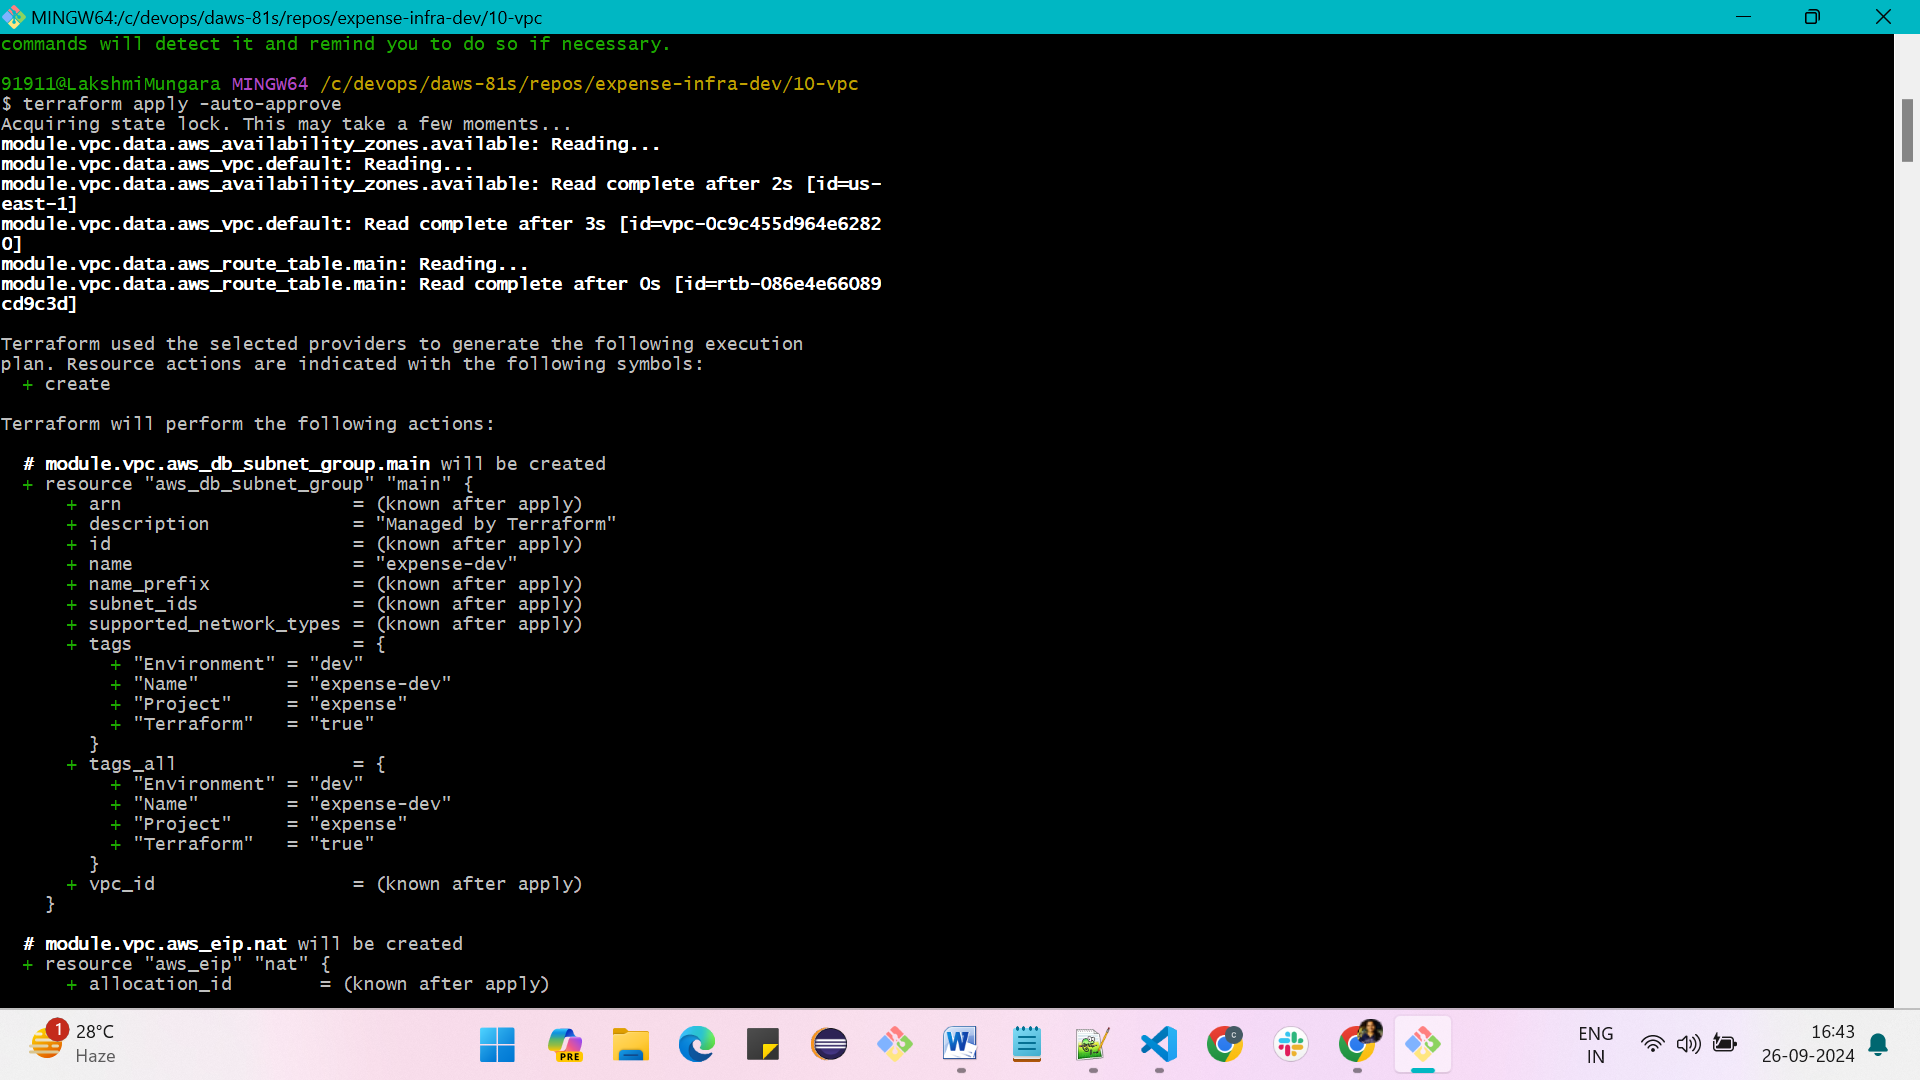 MINGW64:/c/devops/daws-81s/repos/expense-infra-dev/10-vpc
commands will detect it and remind you to do so if necessary.
91911@LakshmiMungara MINGW64 /c/devops/daws-81s/repos/expense-infra-dev/10-vpc
$ terraform apply -auto-approve
Acquiring state lock. This may take a few moments...
module.vpc.data.aws_availability_zones.available: Reading...
module.vpc.data.aws_vpc.default: Reading...
module.vpc.data.aws_availability_zones.available: Read complete after 2s [id=us-
east-1]
module.vpc.data.aws_vpc.default: Read complete after 3s [id=vpc-0c9c455d964e6282
0]
module.vpc.data.aws_route_table.main: Reading...
module.vpc.data.aws_route_table.main: Read complete after 0s [id=rtb-086e4e66089
cd9c3d]
Terraform used the selected providers to generate the following execution
plan. Resource actions are indicated with the following symbols:
  + create
Terraform will perform the following actions:
  # module.vpc.aws_db_subnet_group.main will be created
  + resource "aws_db_subnet_group" "main" {
      + arn                     = (known after apply)
      + description             = "Managed by Terraform"
      + id                      = (known after apply)
      + name                    = "expense-dev"
      + name_prefix             = (known after apply)
      + subnet_ids              = (known after apply)
      + supported_network_types = (known after apply)
      + tags                    = {
          + "Environment" = "dev"
          + "Name"        = "expense-dev"
          + "Project"     = "expense"
          + "Terraform"   = "true"
        }
      + tags_all                = {
          + "Environment" = "dev"
          + "Name"        = "expense-dev"
          + "Project"     = "expense"
          + "Terraform"   = "true"
        }
      + vpc_id                  = (known after apply)
    }
  # module.vpc.aws_eip.nat will be created
  + resource "aws_eip" "nat" {
      + allocation_id        = (known after apply)
1
28°C
Haze
PRE
W
C
ENG
IN
16:43
26-09-2024